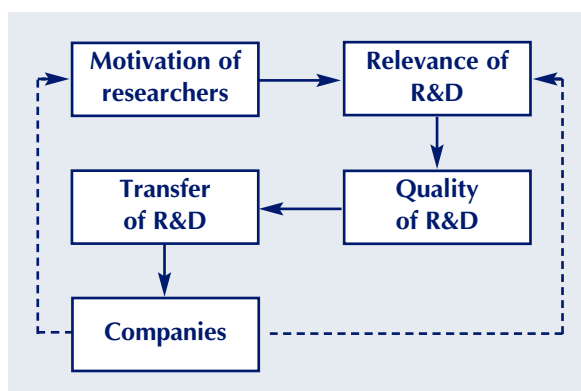 Motivation of
researchers
Relevance of
R&D
Transfer
of R&D
Quality
of R&D
Companies